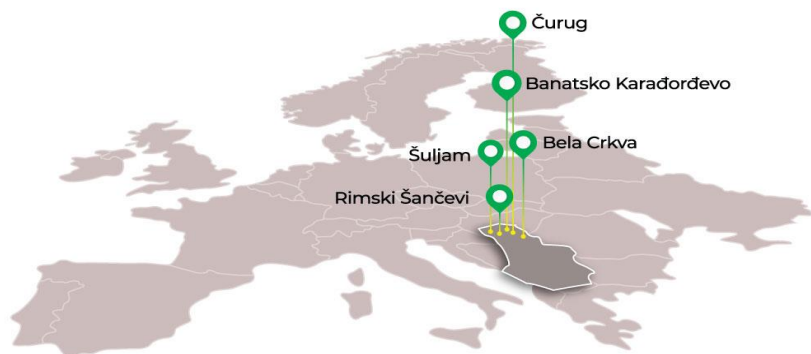 Čurug
Banatsko Karađorđevo
Bela Crkva
Šuljam
Rimski Šančevi